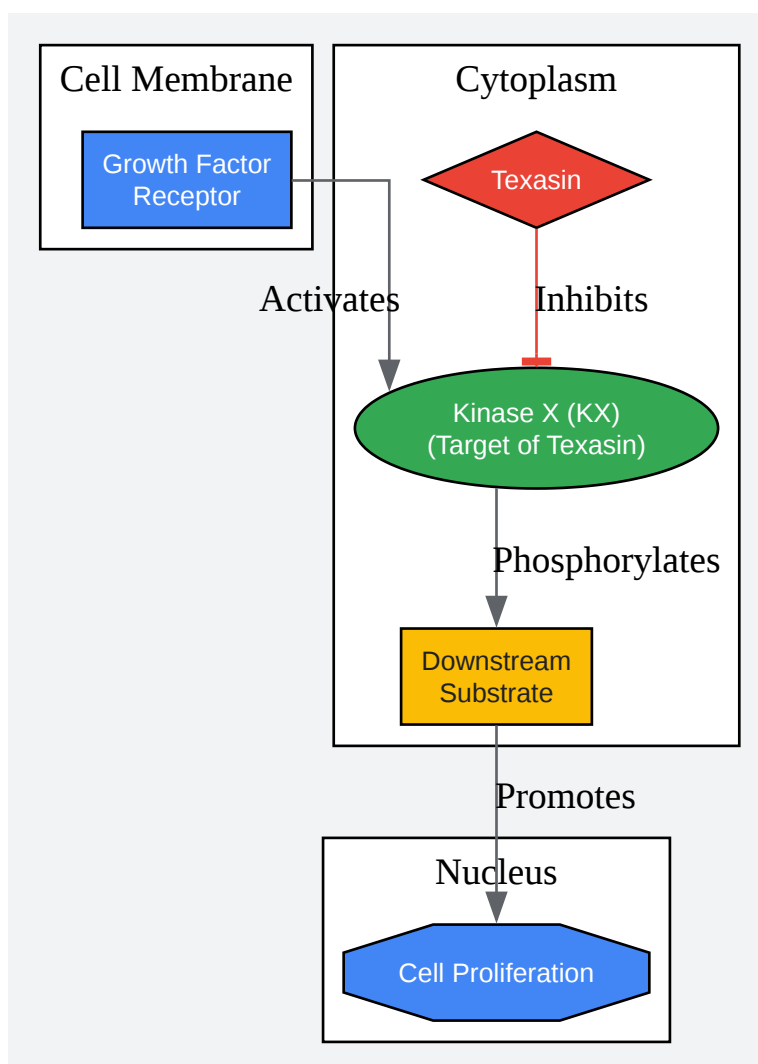 Cell Membrane
Cytoplasm
Growth Factor
Receptor
Texasin
Activates
Inhibits
Kinase X (KX)
(Target of Texasin)
Phosphorylates
Downstream
Substrate
Promotes
Nucleus
Cell Proliferation